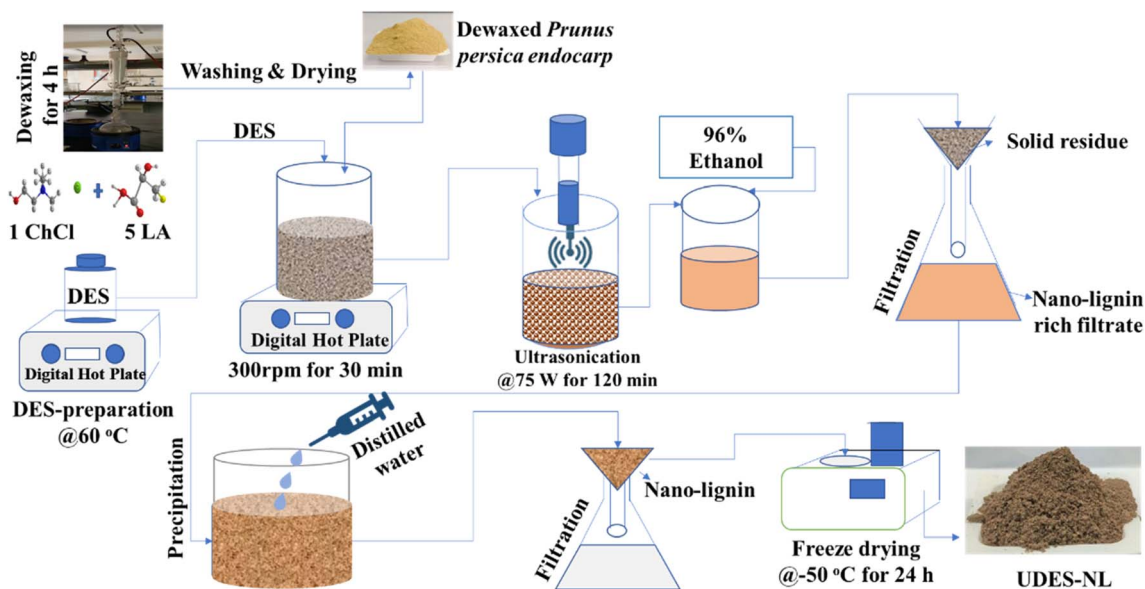 Dewaxing
for 4 h
Washing & Drying
Dewaxed Prunus
persica endocarp
1 ChCl
5 LA
DES
DES
Digital Hot Plate
DES-preparation
@60 °C
Digital Hot Plate
300rpm for 30 min
Ultrasonication
@75 W for 120 min
96%
Ethanol
Solid residue
Filtration
Nano-lignin
rich filtrate
Precipitation
Distilled
water
Filtration
Nano-lignin
Freeze drying
@-50 °C for 24 h
UDES-NL